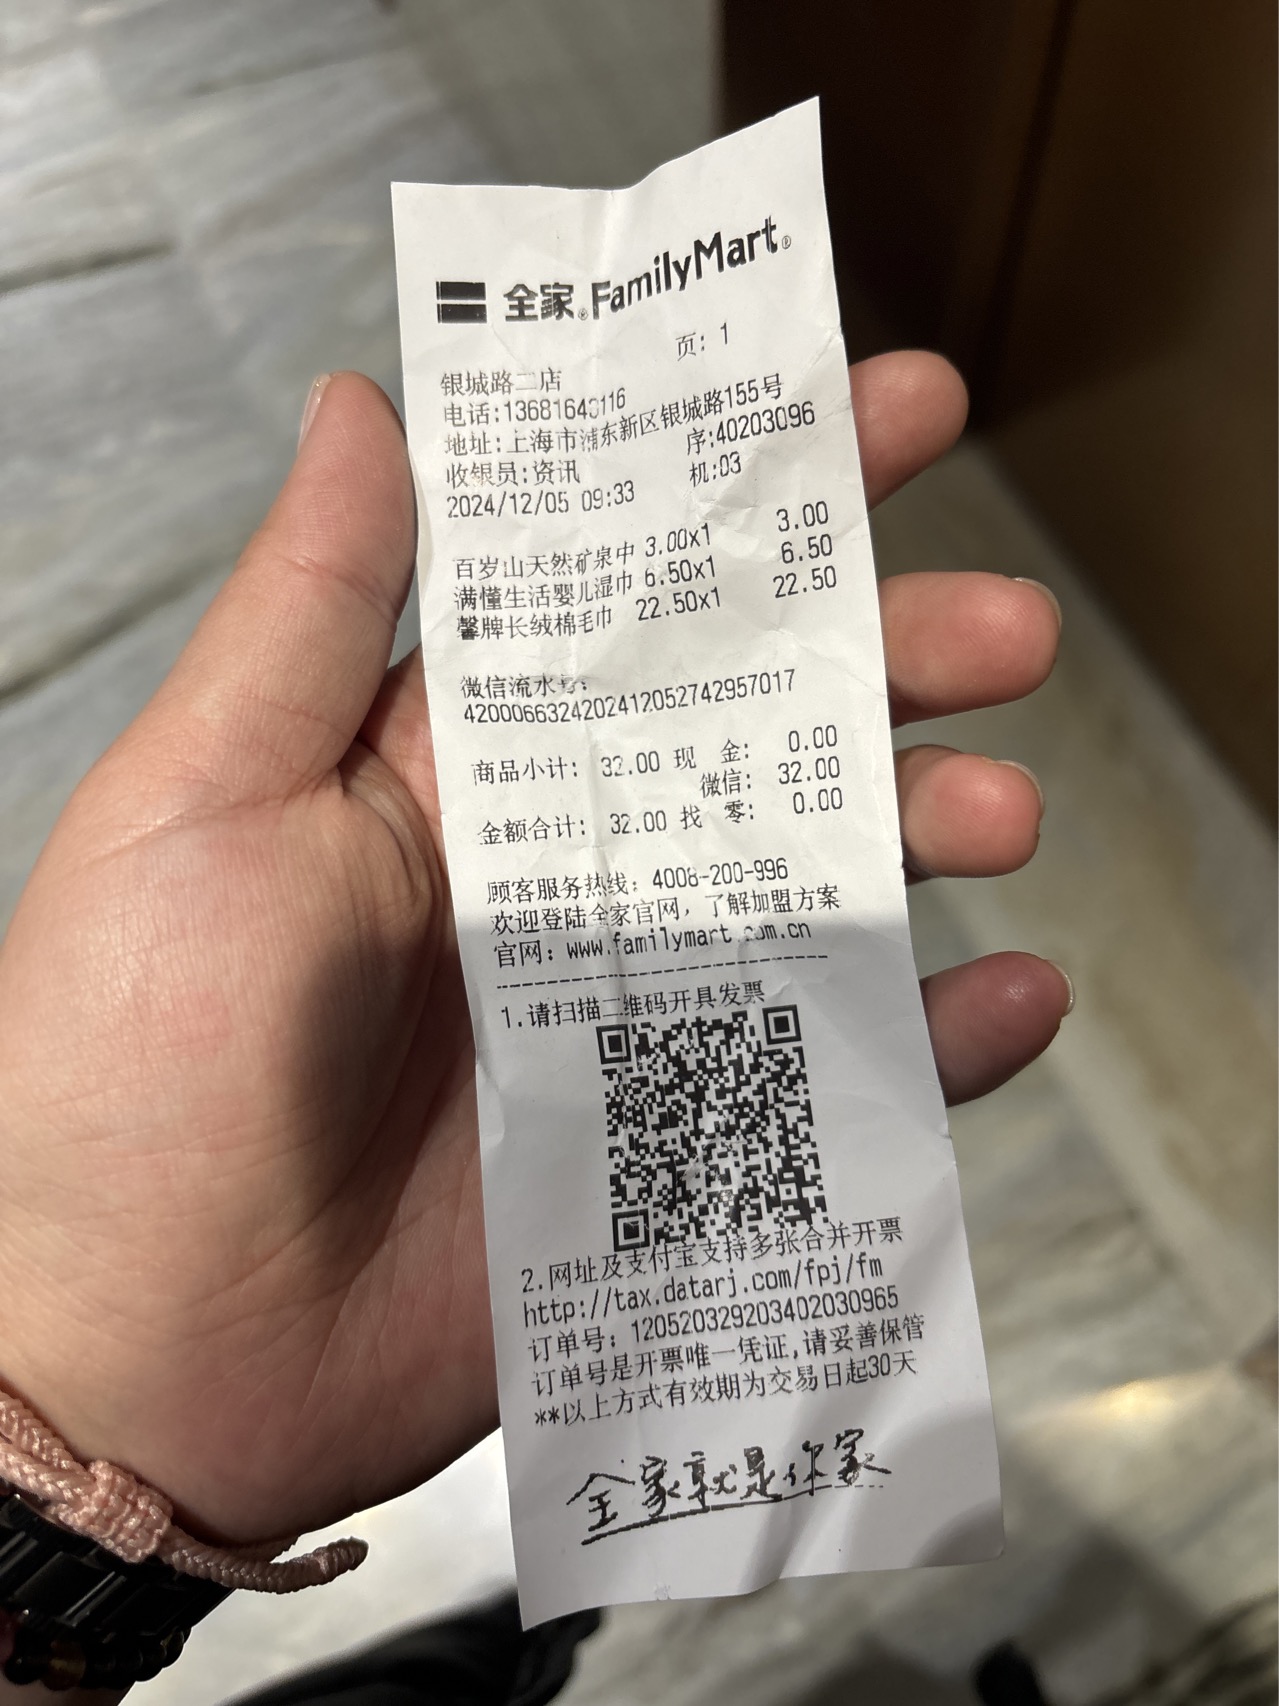 全家® FamilyMart®
页: 1
银城路二店
电话:13681640116
地址:上海市浦东新区银城路155号
收银员:资讯 序:40203096
2024/12/05 09:33 机:03
百岁山天然矿泉中 3.00x1 3.00
满懂生活婴儿湿巾 6.50x1 6.50
馨牌长绒棉毛巾 22.50x1 22.50
微信流水号:
4200066324202412052742957017
商品小计: 32.00 现 金: 0.00
微信: 32.00
金额合计: 32.00 找 零: 0.00
顾客服务热线: 4008-200-996
欢迎登陆全家官网,了解加盟方案
官网: www.familymart.com.cn
1.请扫描二维码开具发票
2.网址及支付宝支持多张合并开票
http://tax.datarj.com/fpj/fm
订单号: 120520329203402030965
订单号是开票唯一凭证,请妥善保管
**以上方式有效期为交易日起30天
全家就是你家